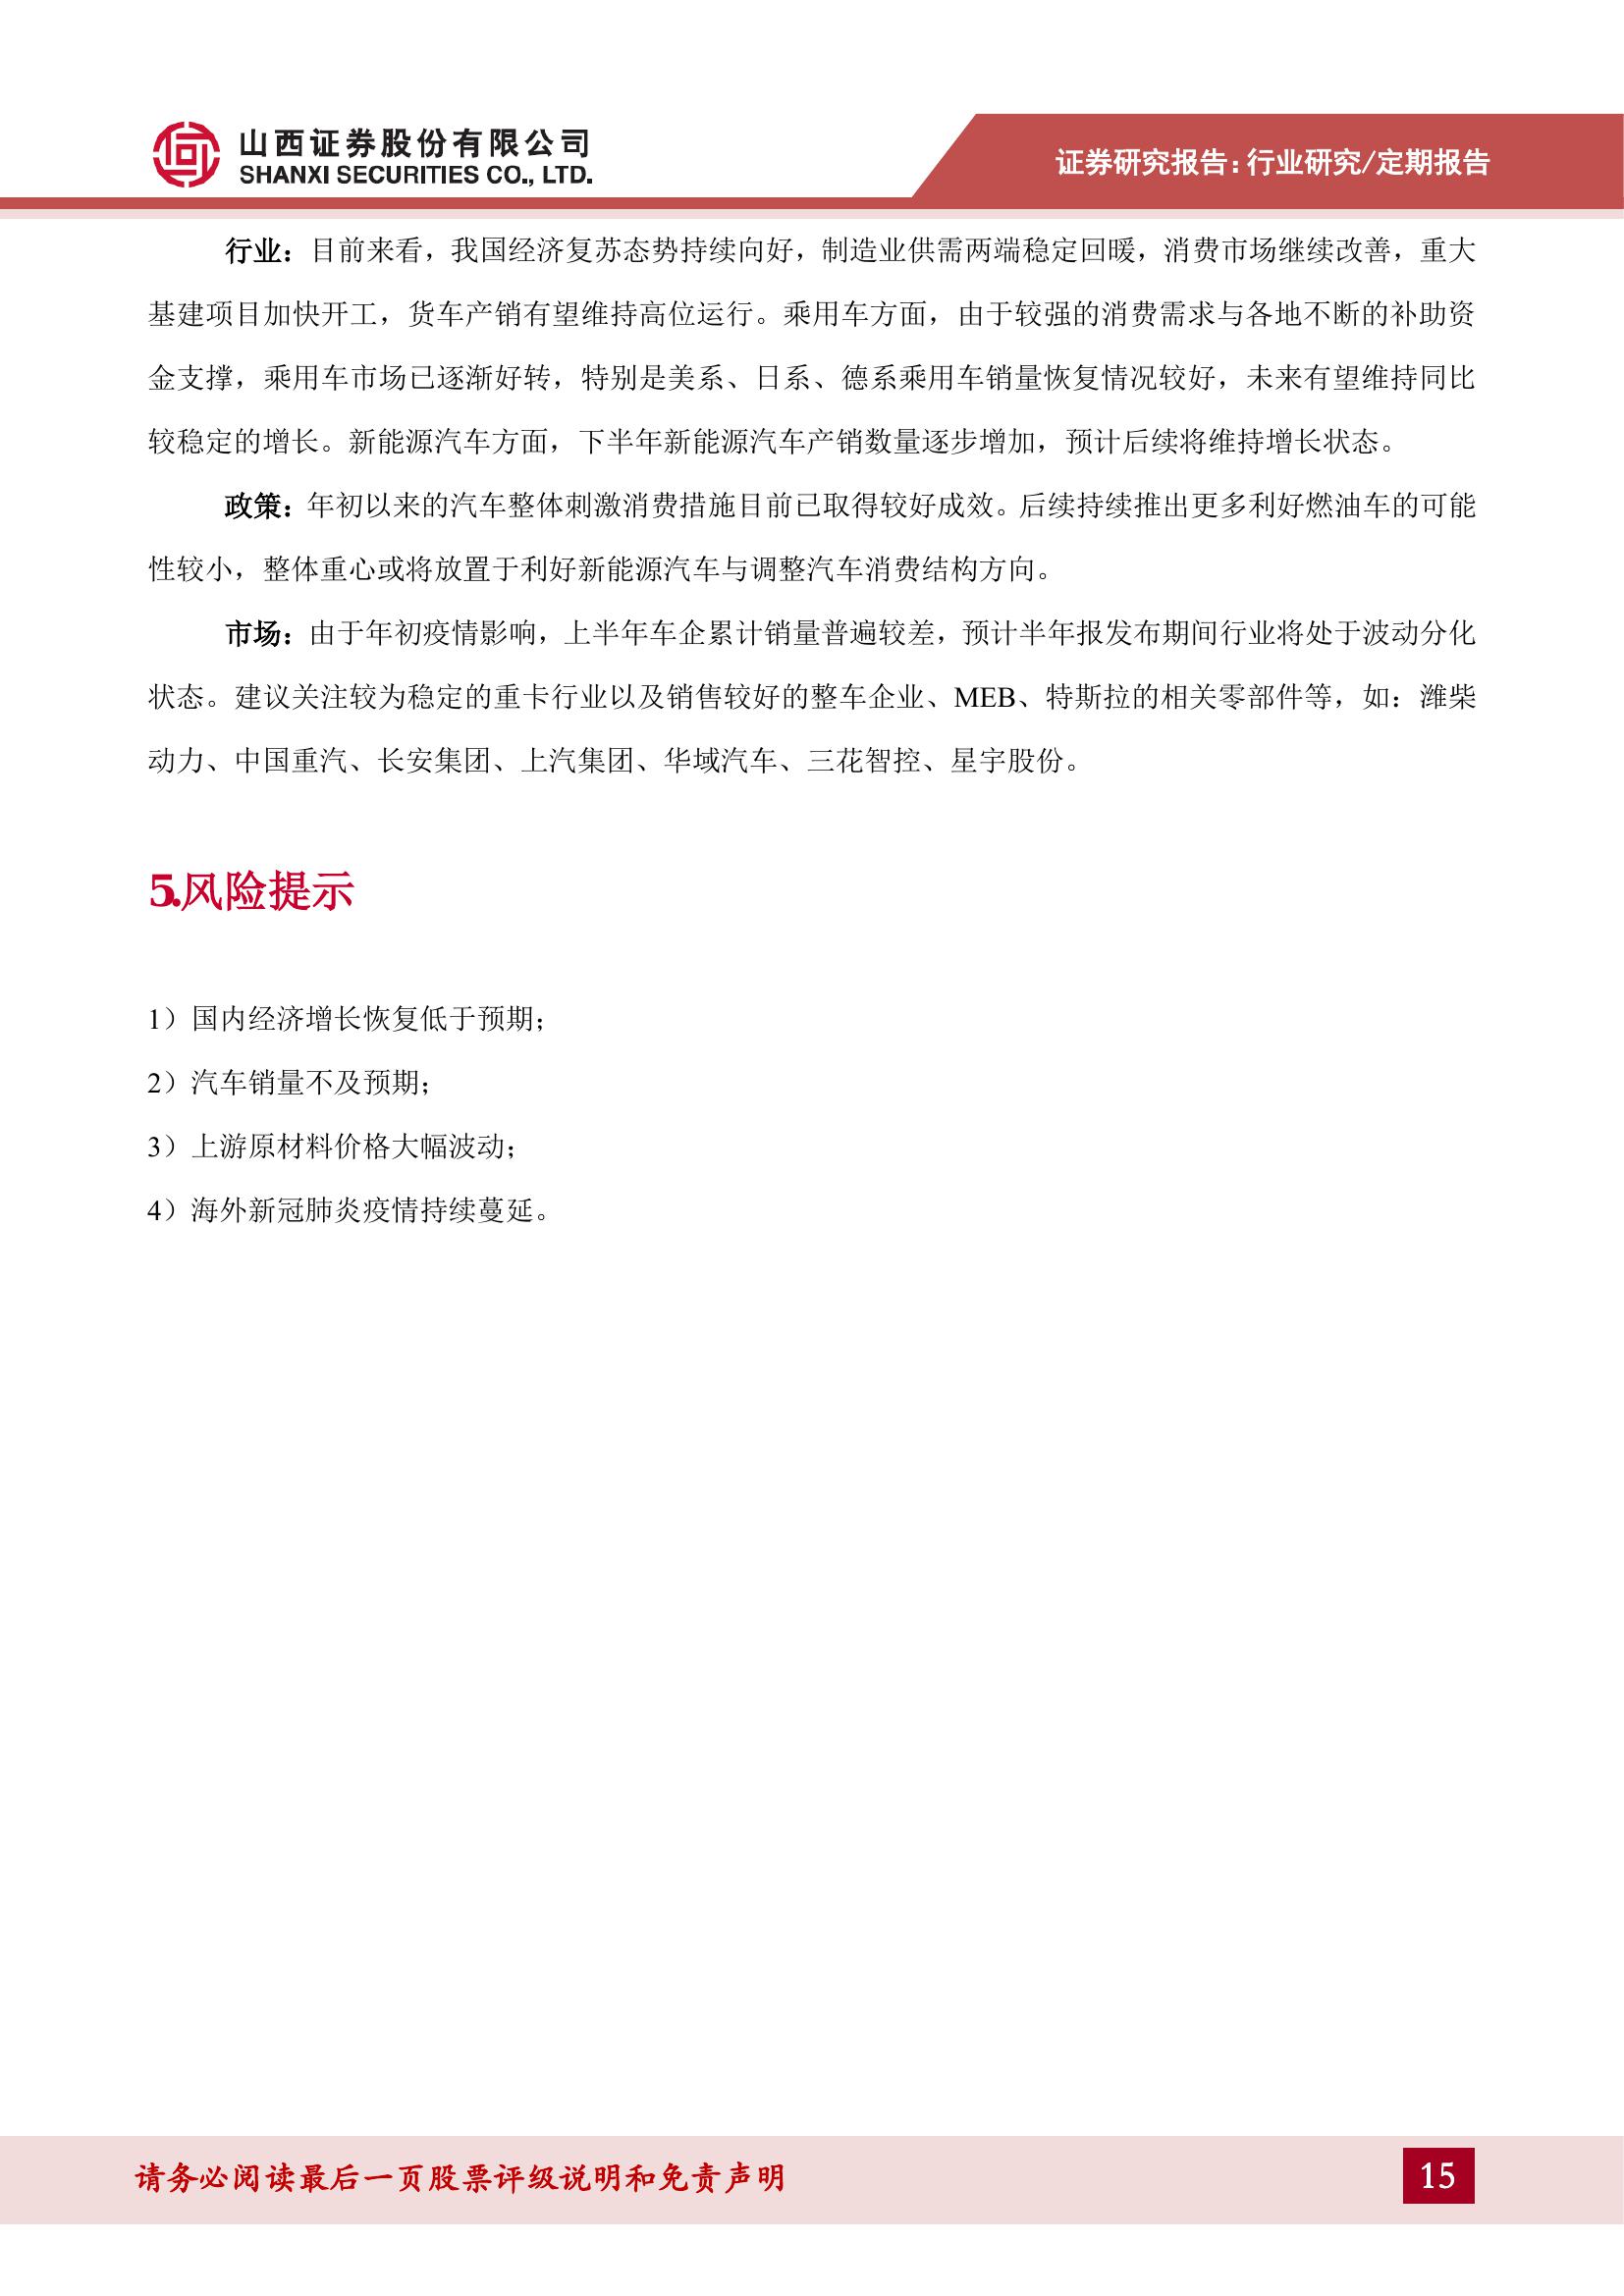 山西证券股份有限公司
SHANXI SECURITIES CO., LTD.
证券研究报告：行业研究/定期报告
行业：目前来看，我国经济复苏态势持续向好，制造业供需两端稳定回暖，消费市场继续改善，重大
基建项目加快开工，货车产销有望维持高位运行。乘用车方面，由于较强的消费需求与各地不断的补助资
金支撑，乘用车市场已逐渐好转，特别是美系、日系、德系乘用车销量恢复情况较好，未来有望维持同比
较稳定的增长。新能源汽车方面，下半年新能源汽车产销数量逐步增加，预计后续将维持增长状态。
政策：年初以来的汽车整体刺激消费措施目前已取得较好成效。后续持续推出更多利好燃油车的可能
性较小，整体重心或将放置于利好新能源汽车与调整汽车消费结构方向。
市场：由于年初疫情影响，上半年车企累计销量普遍较差，预计半年报发布期间行业将处于波动分化
状态。建议关注较为稳定的重卡行业以及销售较好的整车企业、MEB、特斯拉的相关零部件等，如：潍柴
动力、中国重汽、长安集团、上汽集团、华域汽车、三花智控、星宇股份。
5.风险提示
1）国内经济增长恢复低于预期；
2）汽车销量不及预期；
3）上游原材料价格大幅波动；
4）海外新冠肺炎疫情持续蔓延。
请务必阅读最后一页股票评级说明和免责声明
15